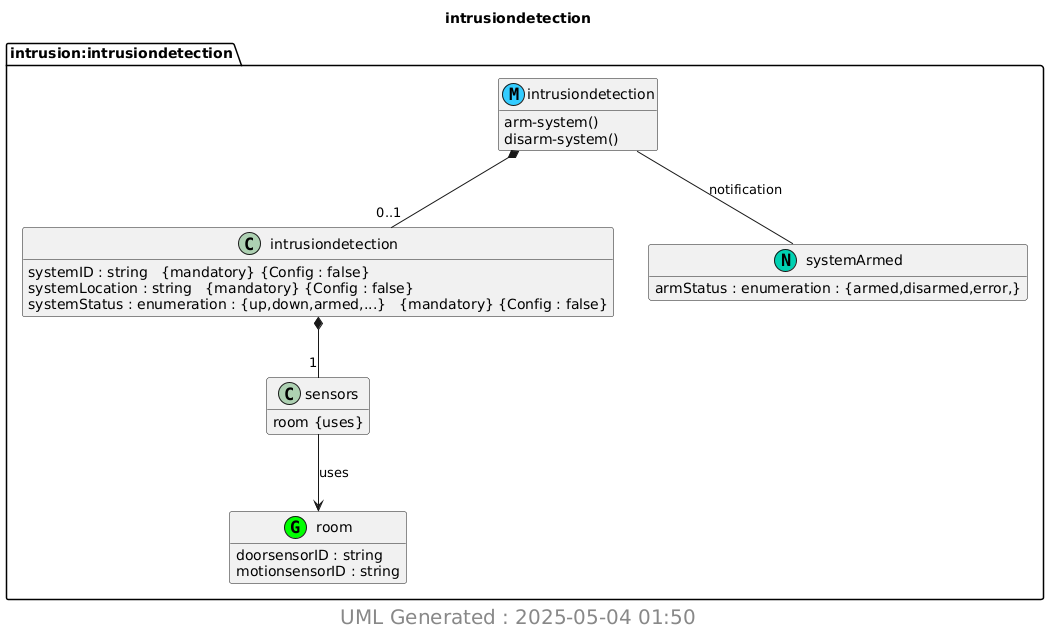 intrusiondetection
intrusion:intrusiondetection
M intrusiondetection
arm-system()
disarm-system()
notification
0..1
C intrusiondetection
systemID : string {mandatory} {Config : false}
systemLocation : string {mandatory} {Config : false}
systemStatus : enumeration : {up,down,armed,...} {mandatory} {Config : false}
N systemArmed
armStatus : enumeration : {armed,disarmed,error,}
1
C sensors
room {uses}
uses
G room
doorsensorID : string
motionsensorID : string
UML Generated : 2025-05-04 01:50